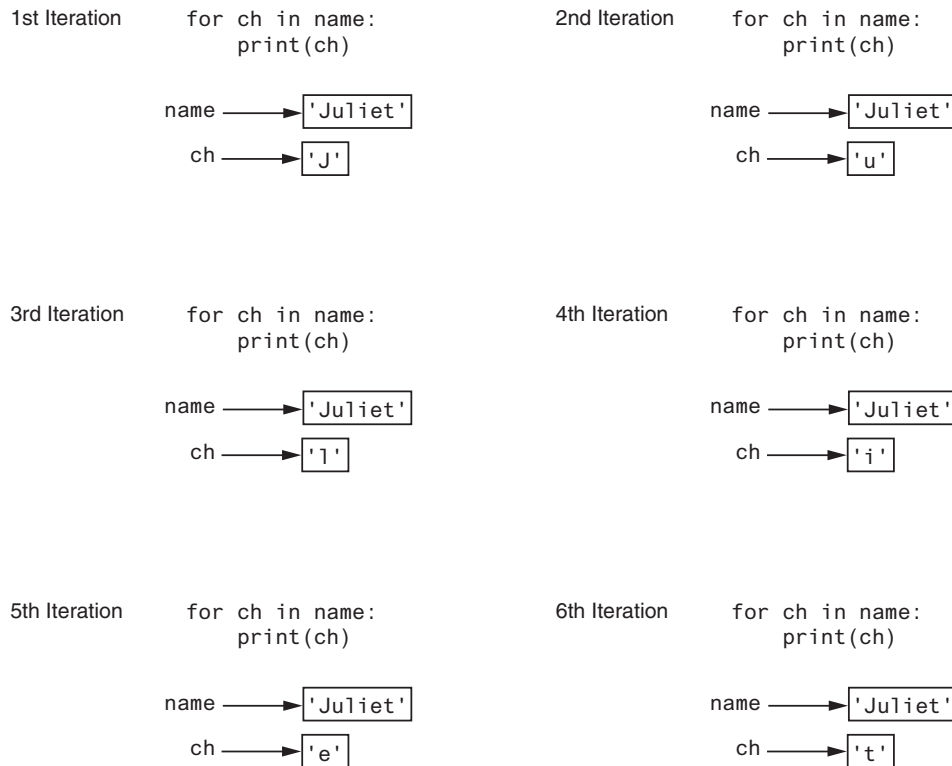 1st Iteration
for ch in name:
print(ch)
name 'Juliet'
ch 'J'
2nd Iteration
for ch in name:
print(ch)
name 'Juliet'
ch 'u'
3rd Iteration
for ch in name:
print(ch)
name 'Juliet'
ch 'l'
4th Iteration
for ch in name:
print(ch)
name 'Juliet'
ch 'i'
5th Iteration
for ch in name:
print(ch)
name 'Juliet'
ch 'e'
6th Iteration
for ch in name:
print(ch)
name 'Juliet'
ch 't'